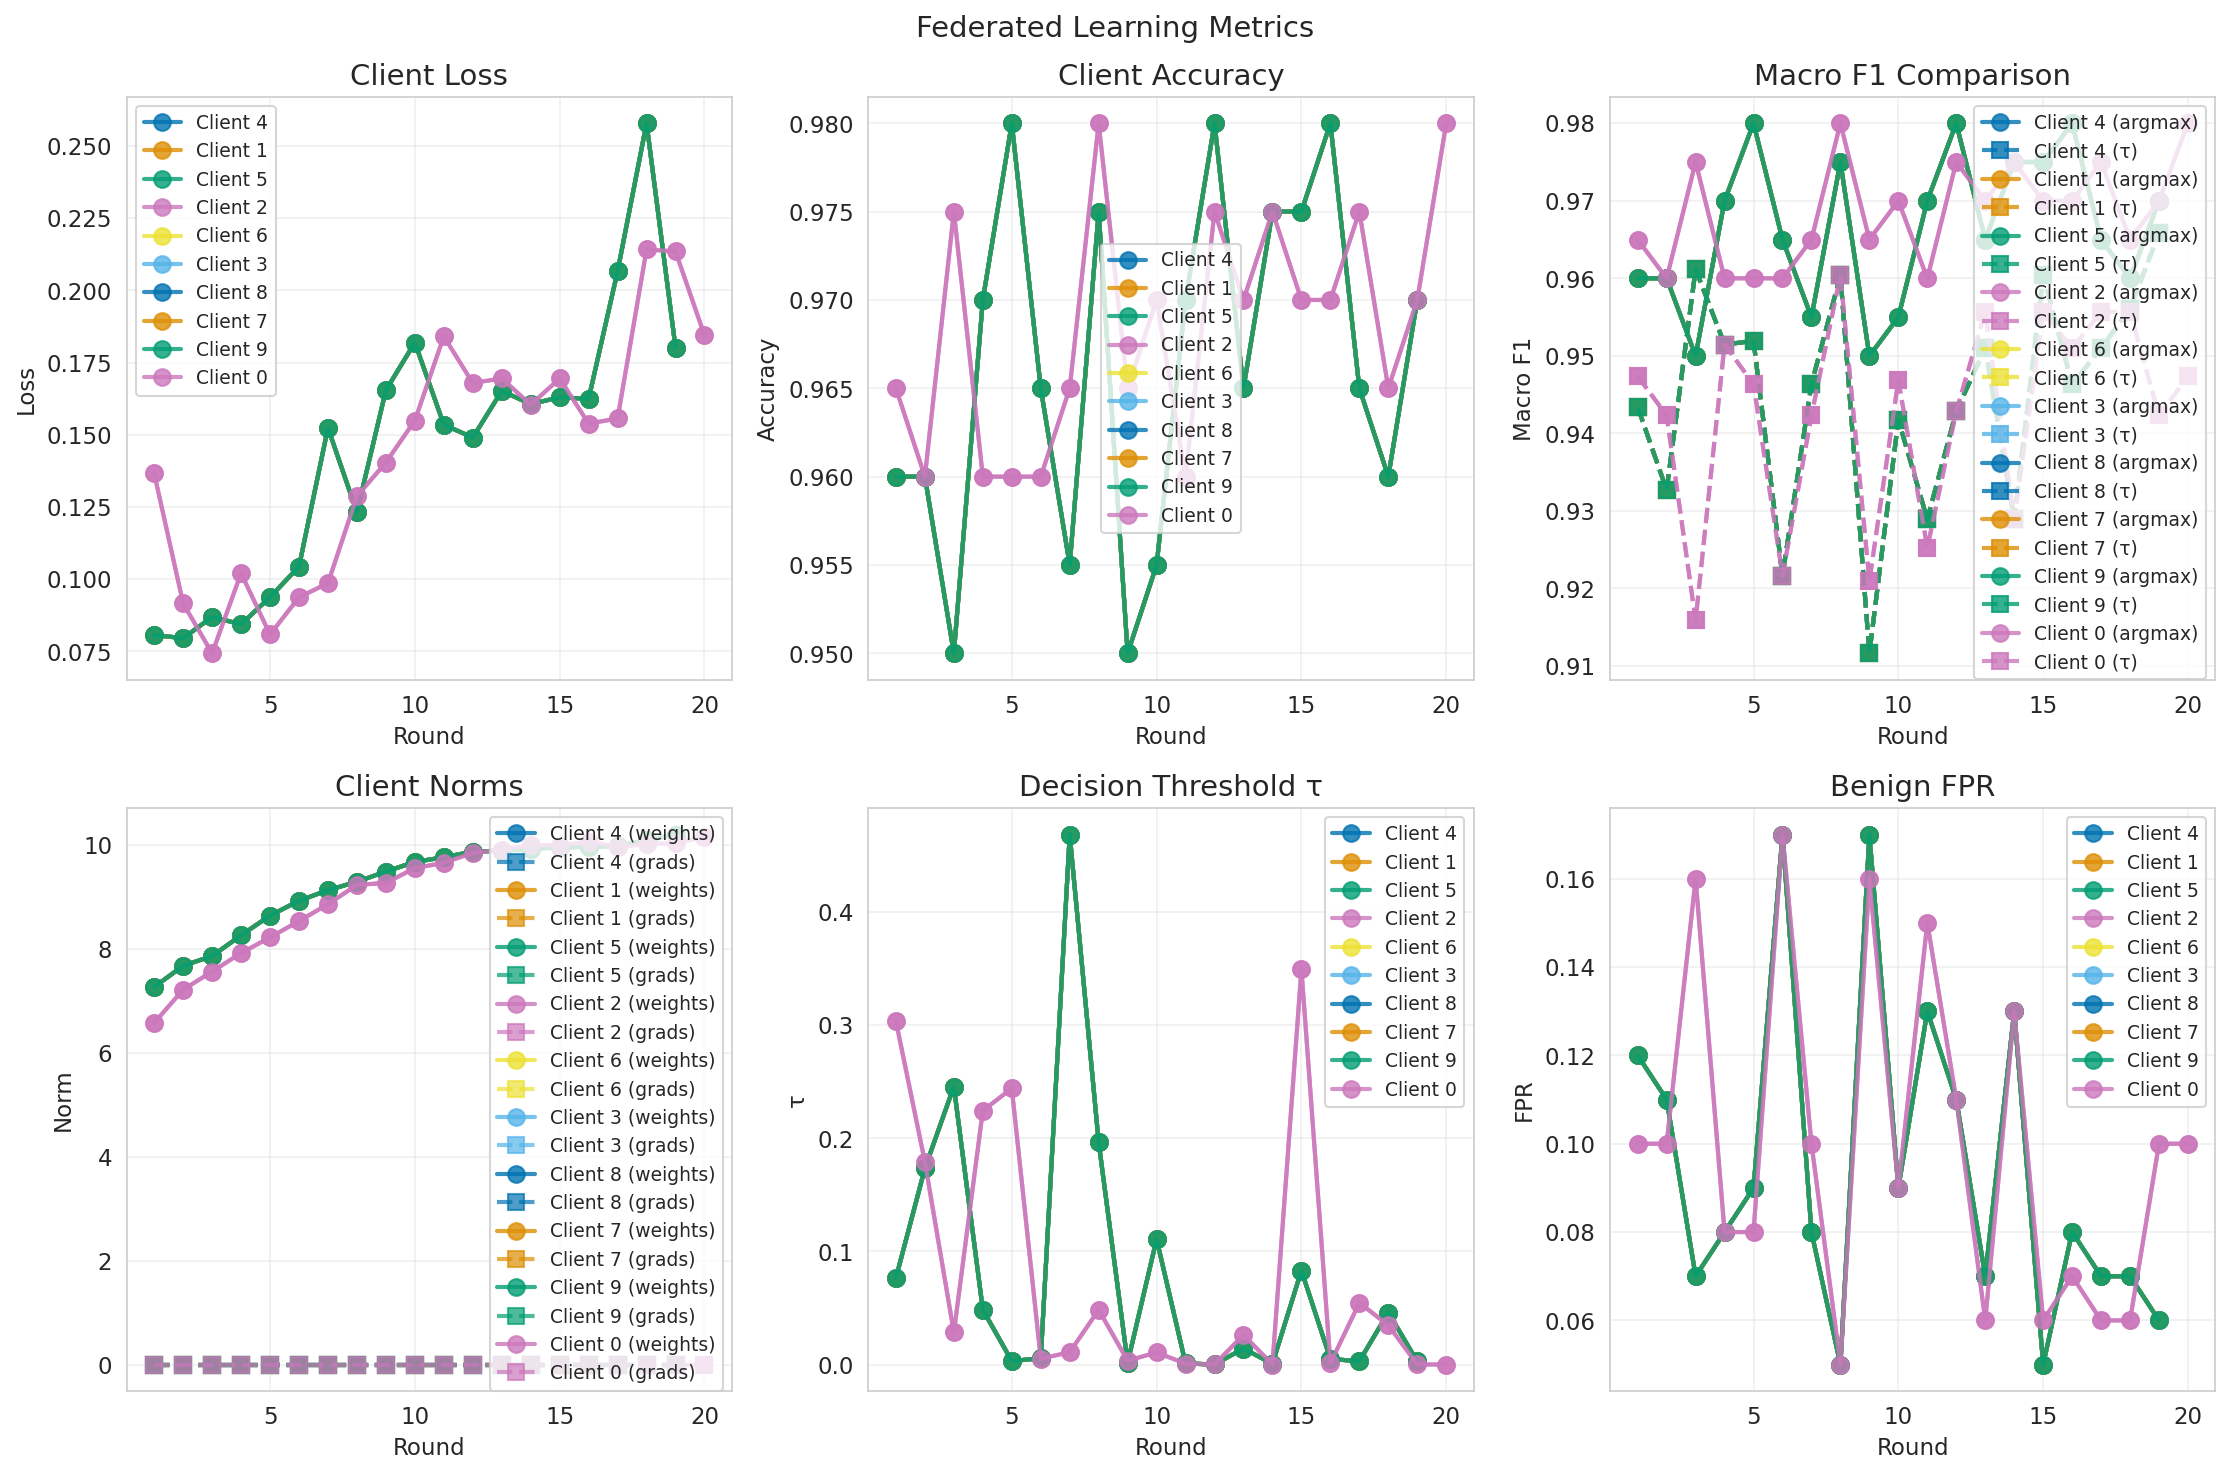 Federated Learning Metrics
Client Loss
Loss
0.250
0.225
0.200
0.175
0.150
0.125
0.100
0.075
5
10
15
20
Round
Client 4
Client 1
Client 5
Client 2
Client 6
Client 3
Client 8
Client 7
Client 9
Client 0
Client Accuracy
Accuracy
0.980
0.975
0.970
0.965
0.960
0.955
0.950
5
10
15
20
Round
Client 4
Client 1
Client 5
Client 2
Client 6
Client 3
Client 8
Client 7
Client 9
Client 0
Macro F1 Comparison
Macro F1
0.98
0.97
0.96
0.95
0.94
0.93
0.92
0.91
5
10
15
20
Round
Client 4 (argmax)
Client 4 (τ)
Client 1 (argmax)
Client 1 (τ)
Client 5 (argmax)
Client 5 (τ)
Client 2 (argmax)
Client 2 (τ)
Client 6 (argmax)
Client 6 (τ)
Client 3 (argmax)
Client 3 (τ)
Client 8 (argmax)
Client 8 (τ)
Client 7 (argmax)
Client 7 (τ)
Client 9 (argmax)
Client 9 (τ)
Client 0 (argmax)
Client 0 (τ)
Client Norms
Norm
10
8
6
4
2
0
5
10
15
20
Round
Client 4 (weights)
Client 4 (grads)
Client 1 (weights)
Client 1 (grads)
Client 5 (weights)
Client 5 (grads)
Client 2 (weights)
Client 2 (grads)
Client 6 (weights)
Client 6 (grads)
Client 3 (weights)
Client 3 (grads)
Client 8 (weights)
Client 8 (grads)
Client 7 (weights)
Client 7 (grads)
Client 9 (weights)
Client 9 (grads)
Client 0 (weights)
Client 0 (grads)
Decision Threshold τ
τ
0.4
0.3
0.2
0.1
0.0
5
10
15
20
Round
Client 4
Client 1
Client 5
Client 2
Client 6
Client 3
Client 8
Client 7
Client 9
Client 0
Benign FPR
FPR
0.16
0.14
0.12
0.10
0.08
0.06
5
10
15
20
Round
Client 4
Client 1
Client 5
Client 2
Client 6
Client 3
Client 8
Client 7
Client 9
Client 0